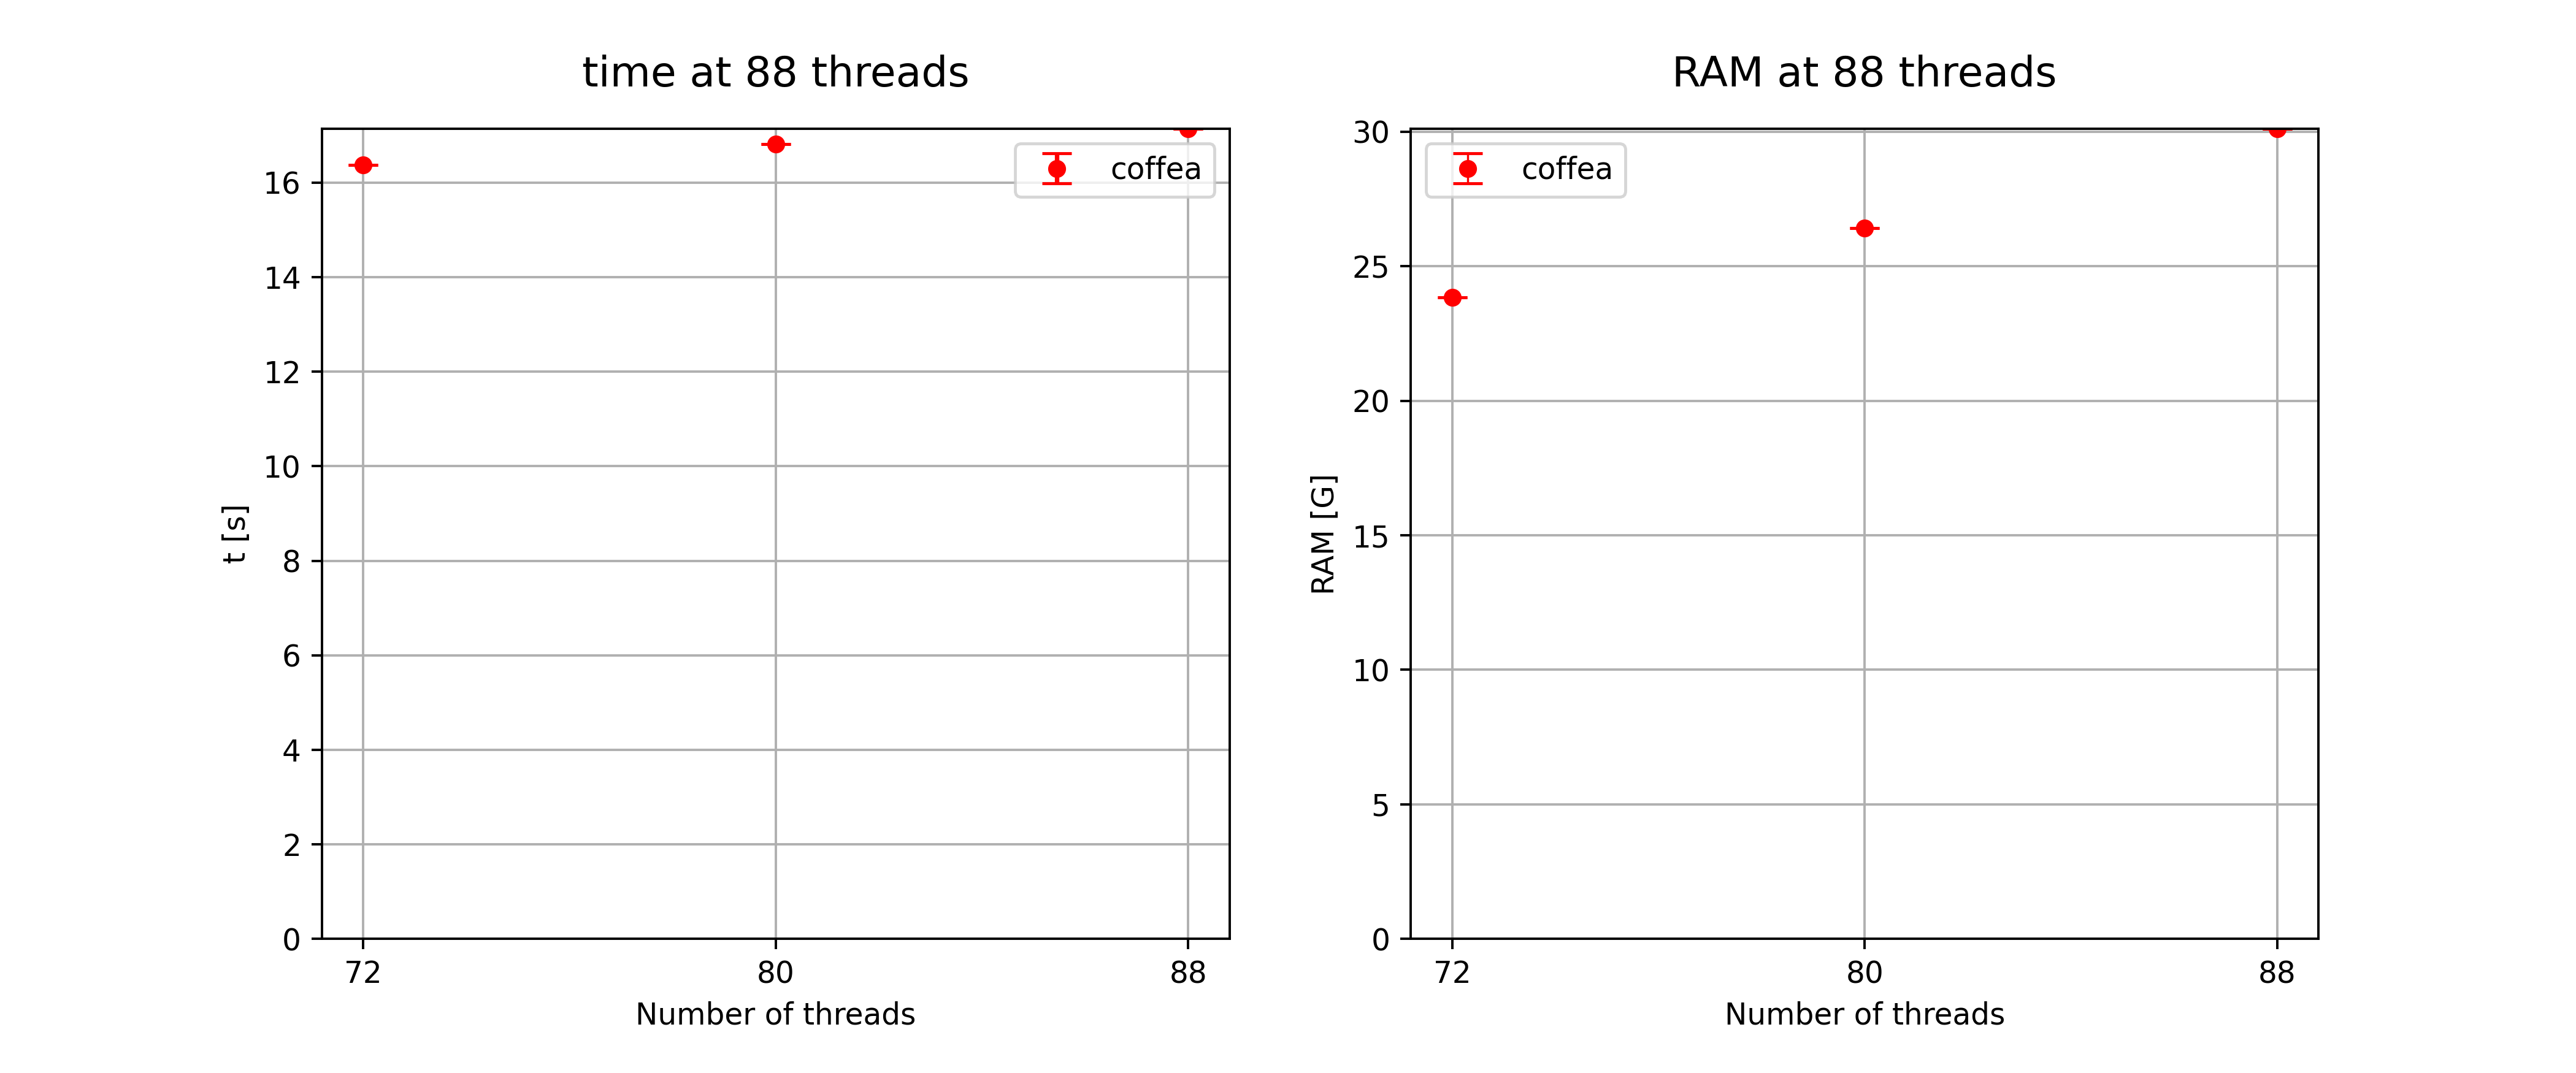 time at 88 threads
coffea
16
14
12
10
8
6
4
2
0
t [s]
72 80 88
Number of threads
RAM at 88 threads
coffea
30
25
20
15
10
5
0
RAM [G]
72 80 88
Number of threads